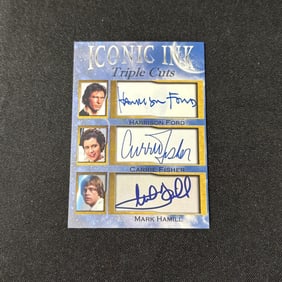 ICONIC INK
Triple Cuts
Harrison Ford
HARRISON FORD
Carrie Fisher
CARRIE FISHER
MARK HAMILL